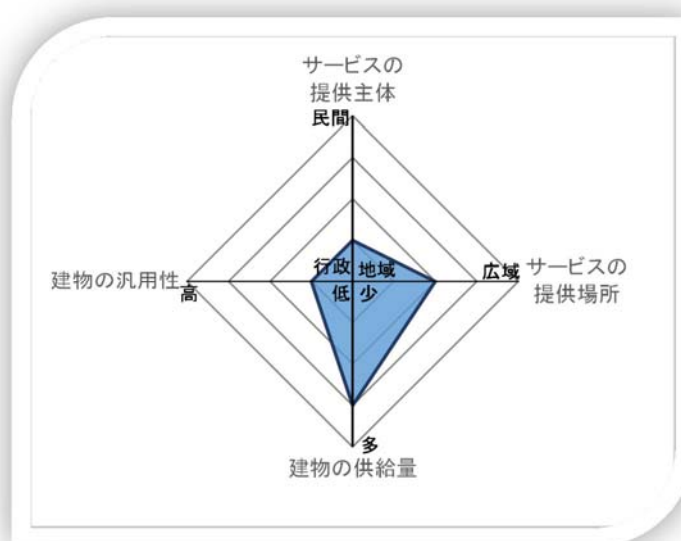 サービスの
提供主体
民間
建物の汎用性
高
行政
地域
低
少
広域
サービスの
提供場所
多
建物の供給量